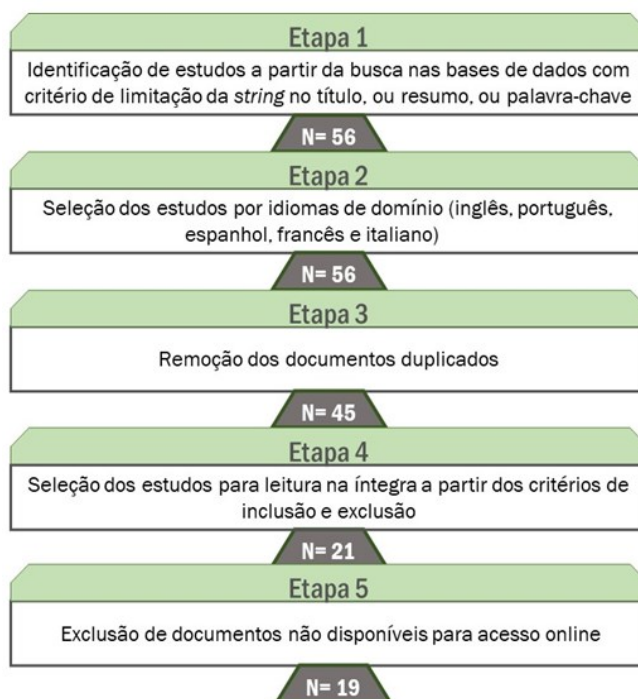 Etapa 1
Identificação de estudos a partir da busca nas bases de dados com
critério de limitação da string no título, ou resumo, ou palavra-chave
N= 56
Etapa 2
Seleção dos estudos por idiomas de domínio (inglês, português,
espanhol, francês e italiano)
N= 56
Etapa 3
Remoção dos documentos duplicados
N= 45
Etapa 4
Seleção dos estudos para leitura na íntegra a partir dos critérios de
inclusão e exclusão
N= 21
Etapa 5
Exclusão de documentos não disponíveis para acesso online
N= 19